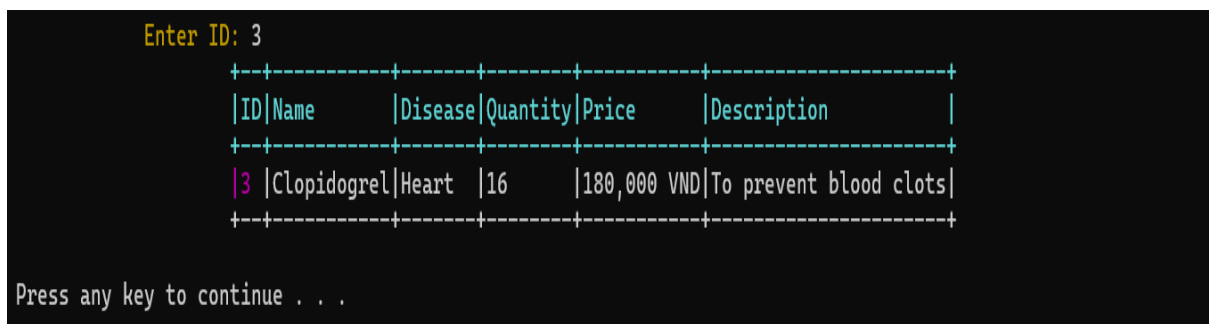 Enter ID: 3
+--+-----------+-------+--------+-----------+---------------------+
|ID|Name       |Disease|Quantity|Price      |Description          |
+--+-----------+-------+--------+-----------+---------------------+
|3 |Clopidogrel|Heart  |16      |180,000 VND|To prevent blood clots|
+--+-----------+-------+--------+-----------+---------------------+
Press any key to continue . . .